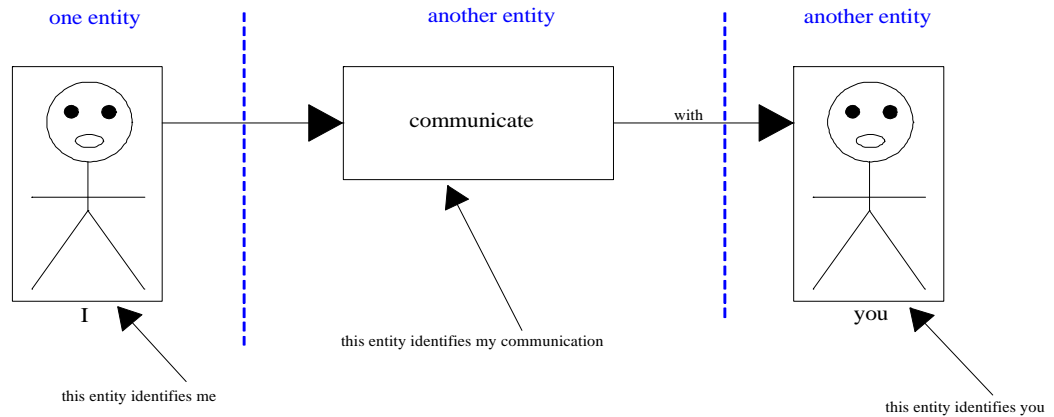 one entity
another entity
another entity
communicate
with
I
you
this entity identifies my communication
this entity identifies me
this entity identifies you